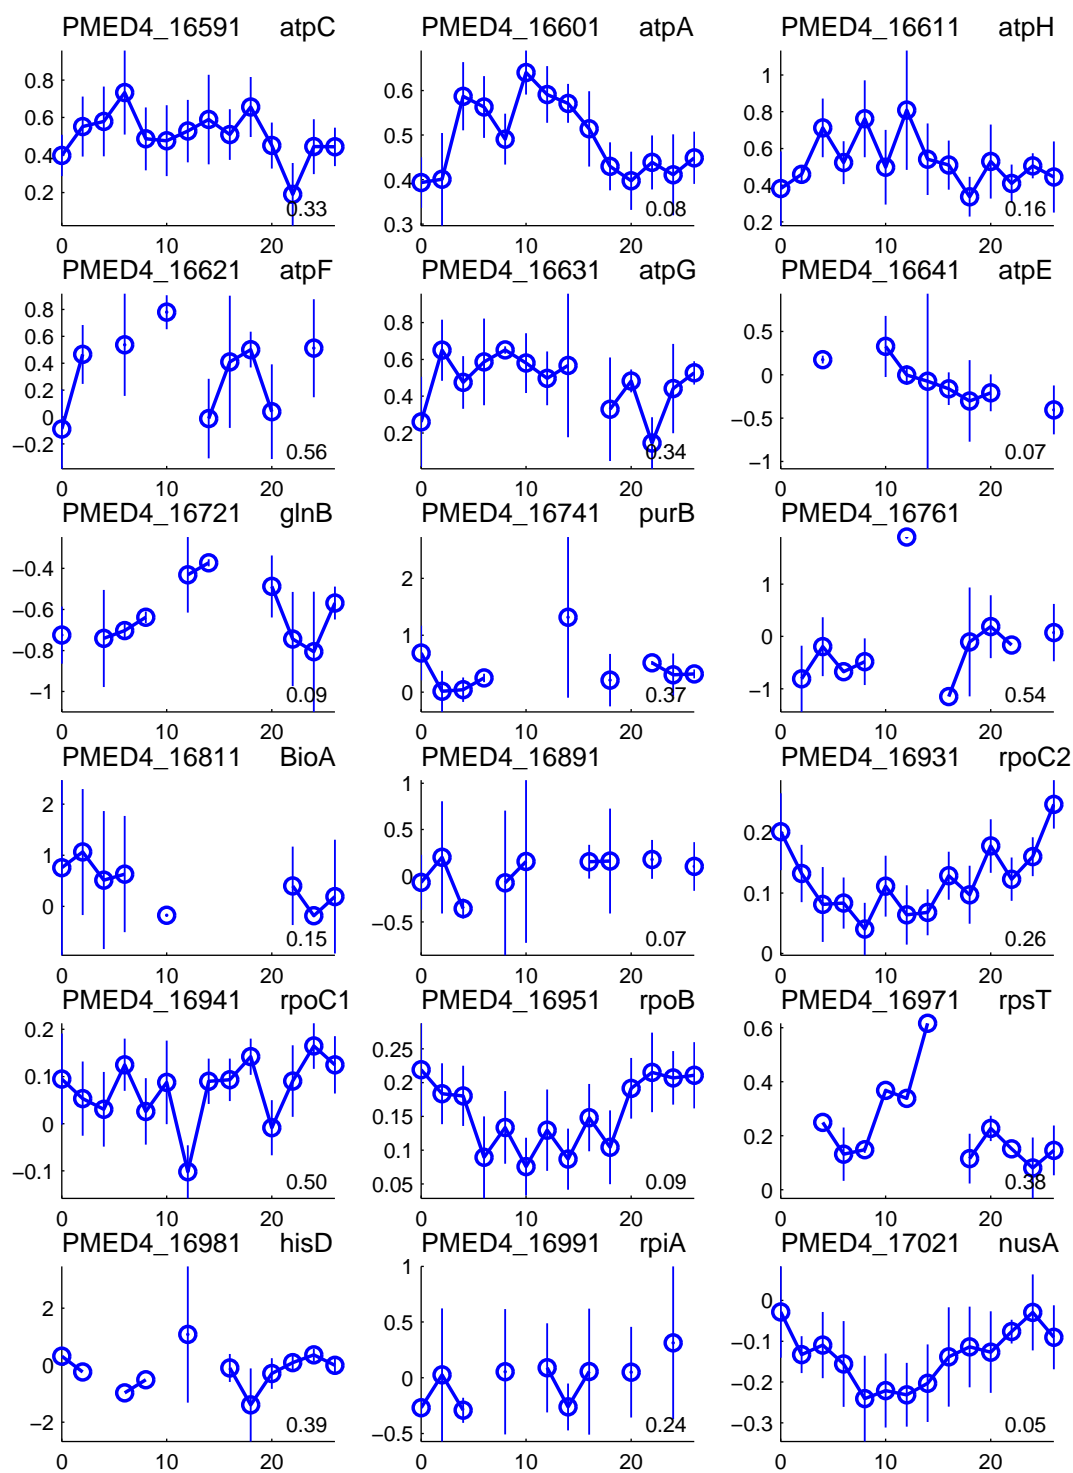 PMED4_16591 atpC PMED4_16601 atpA PMED4_16611 atpH
0.8 0.6 0.4 0.2 0.33 0.6 0.5 0.4 0.3 0.08 1 0.8 0.6 0.4 0.2 0.16
0 10 20 0 10 20 0 10 20
PMED4_16621 atpF PMED4_16631 atpG PMED4_16641 atpE
0.8 0.6 0.4 0.2 0 −0.2 0.56 0.8 0.6 0.4 0.2 0.34 0.5 0 −0.5 −1 0.07
0 10 20 0 10 20 0 10 20
PMED4_16721 glnB PMED4_16741 purB PMED4_16761
−0.4 −0.6 −0.8 −1 0.09 2 1 0 0.37 1 0 −1 0.54
0 10 20 0 10 20 0 10 20
PMED4_16811 BioA PMED4_16891 PMED4_16931 rpoC2
2 1 0 0.15 1 0.5 0 −0.5 0.07 0.2 0.1 0 0.26
0 10 20 0 10 20 0 10 20
PMED4_16941 rpoC1 PMED4_16951 rpoB PMED4_16971 rpsT
0.2 0.1 0 −0.1 0.50 0.25 0.2 0.15 0.1 0.05 0.09 0.6 0.4 0.2 0 0.38
0 10 20 0 10 20 0 10 20
PMED4_16981 hisD PMED4_16991 rpiA PMED4_17021 nusA
2 0 −2 0.39 1 0.5 0 −0.5 0.24 0 −0.1 −0.2 −0.3 0.05
0 10 20 0 10 20 0 10 20